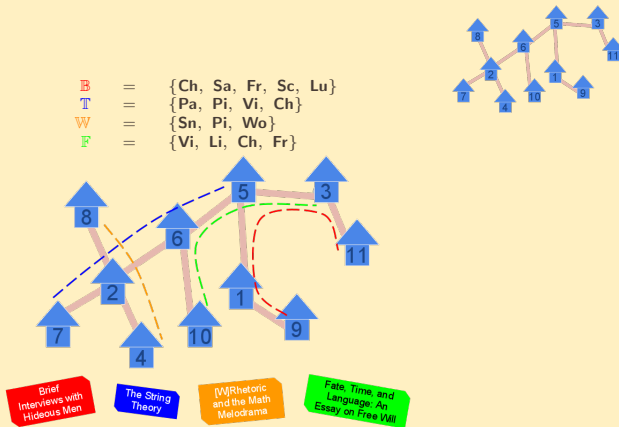 8
5
3
6
11
2
1
7
4
10
9
𝔹 = {Ch, Sa, Fr, Sc, Lu}
𝕋 = {Pa, Pi, Vi, Ch}
𝕎 = {Sn, Pi, Wo}
𝔽 = {Vi, Li, Ch, Fr}
5
3
8
6
11
2
1
9
7
4
10
Brief
Interviews with
Hideous Men
The String
Theory
[W]Rhetoric
and the Math
Melodrama
Fate, Time, and
Language: An
Essay on Free Will